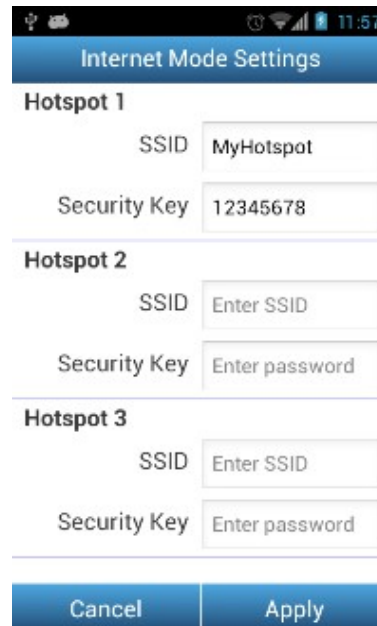 11:57
Internet Mode Settings
Hotspot 1
SSID MyHotspot
Security Key 12345678
Hotspot 2
SSID Enter SSID
Security Key Enter password
Hotspot 3
SSID Enter SSID
Security Key Enter password
Cancel Apply